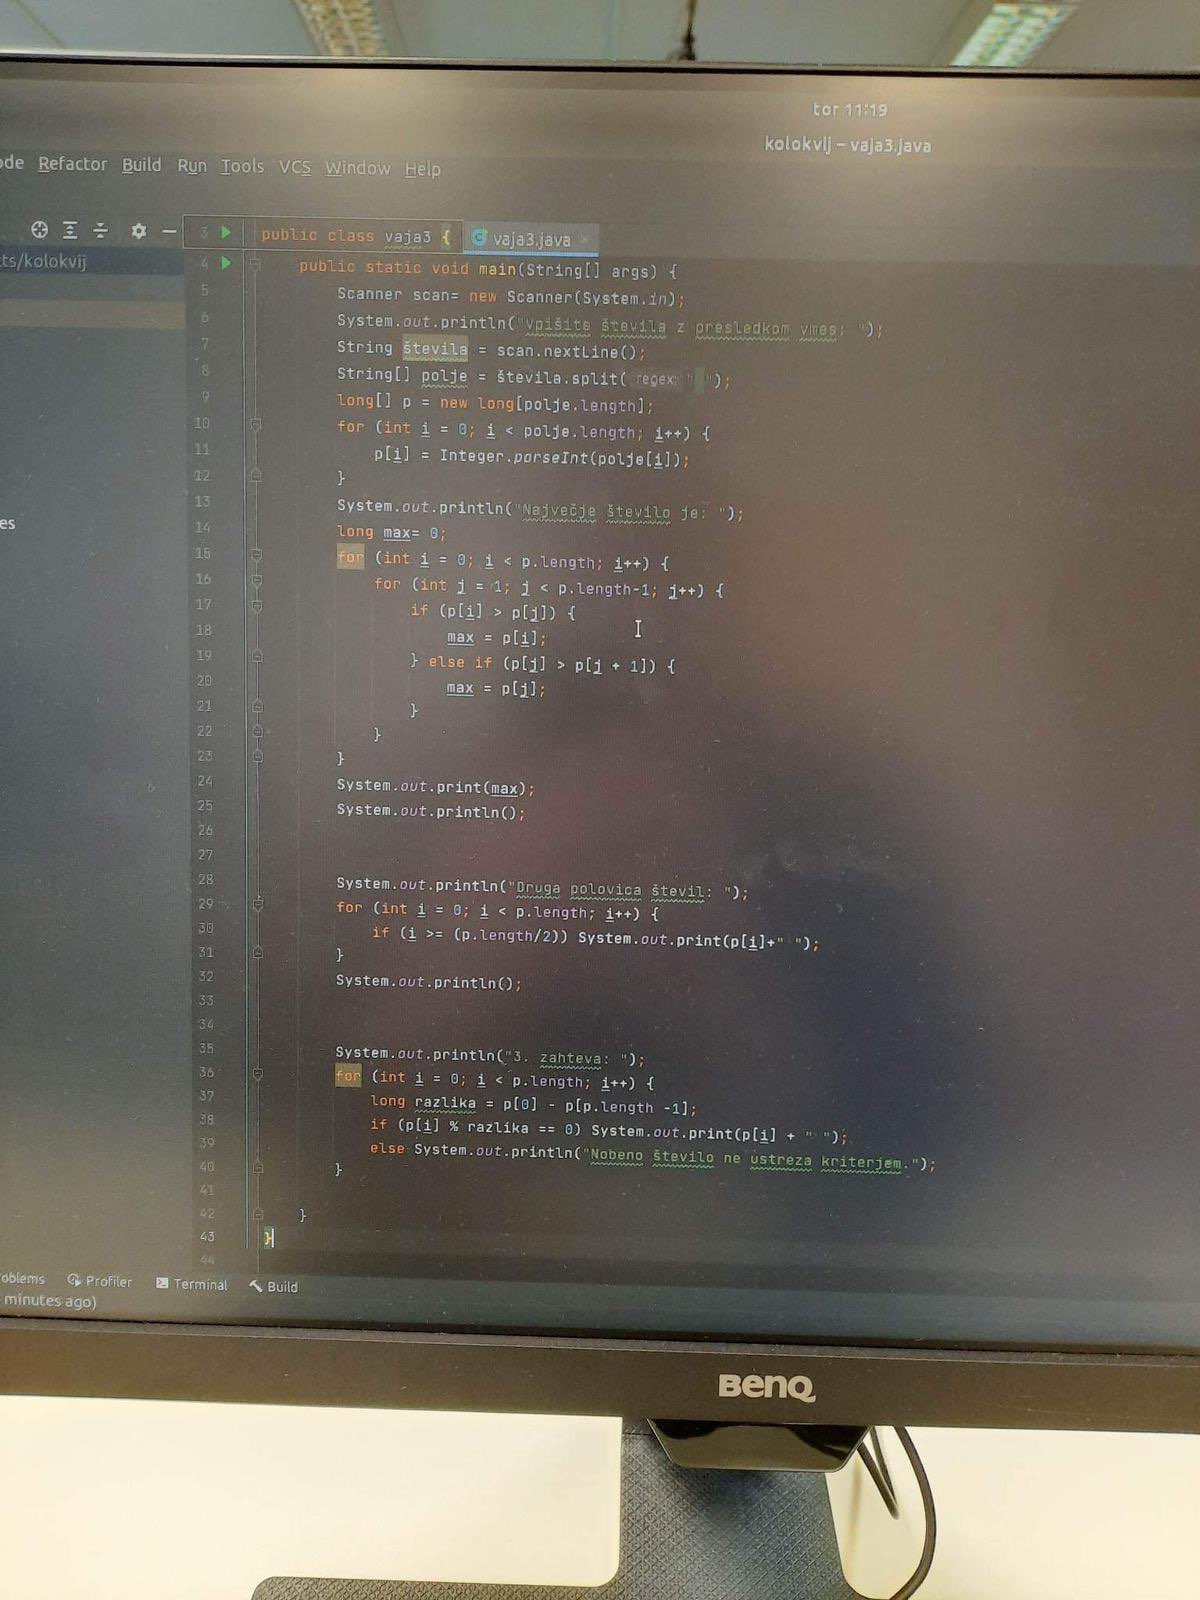 tor 11:19
kolokvij – vaja3.java
ode Refactor Build Run Tools VCS Window Help
ts/kolokvij
vaja3.java
3 public class vaja3 {
4 public static void main(String[] args) {
5 Scanner scan= new Scanner(System.in);
6 System.out.println("Vpišite števila z presledkom vmes: ");
7 String števila = scan.nextLine();
8 String[] polje = števila.split( regex: " ");
9 long[] p = new long[polje.length];
10 for (int i = 0; i < polje.length; i++) {
11 p[i] = Integer.parseInt(polje[i]);
12 }
13 System.out.println("Največje število je: ");
14 long max= 0;
15 for (int i = 0; i < p.length; i++) {
16 for (int j = 1; j < p.length-1; j++) {
17 if (p[i] > p[j]) {
18 max = p[i];
19 } else if (p[j] > p[j + 1]) {
20 max = p[j];
21 }
22 }
23 }
24 System.out.print(max);
25 System.out.println();
26
27
28 System.out.println("Druga polovica števil: ");
29 for (int i = 0; i < p.length; i++) {
30 if (i >= (p.length/2)) System.out.print(p[i]+" ");
31 }
32 System.out.println();
33
34
35 System.out.println("3. zahteva: ");
36 for (int i = 0; i < p.length; i++) {
37 long razlika = p[0] - p[p.length -1];
38 if (p[i] % razlika == 0) System.out.print(p[i] + " ");
39 else System.out.println("Nobeno število ne ustreza kriterjem.");
40 }
41
42 }
43 }
44
es
oblems Profiler Terminal Build
minutes ago)
BenQ